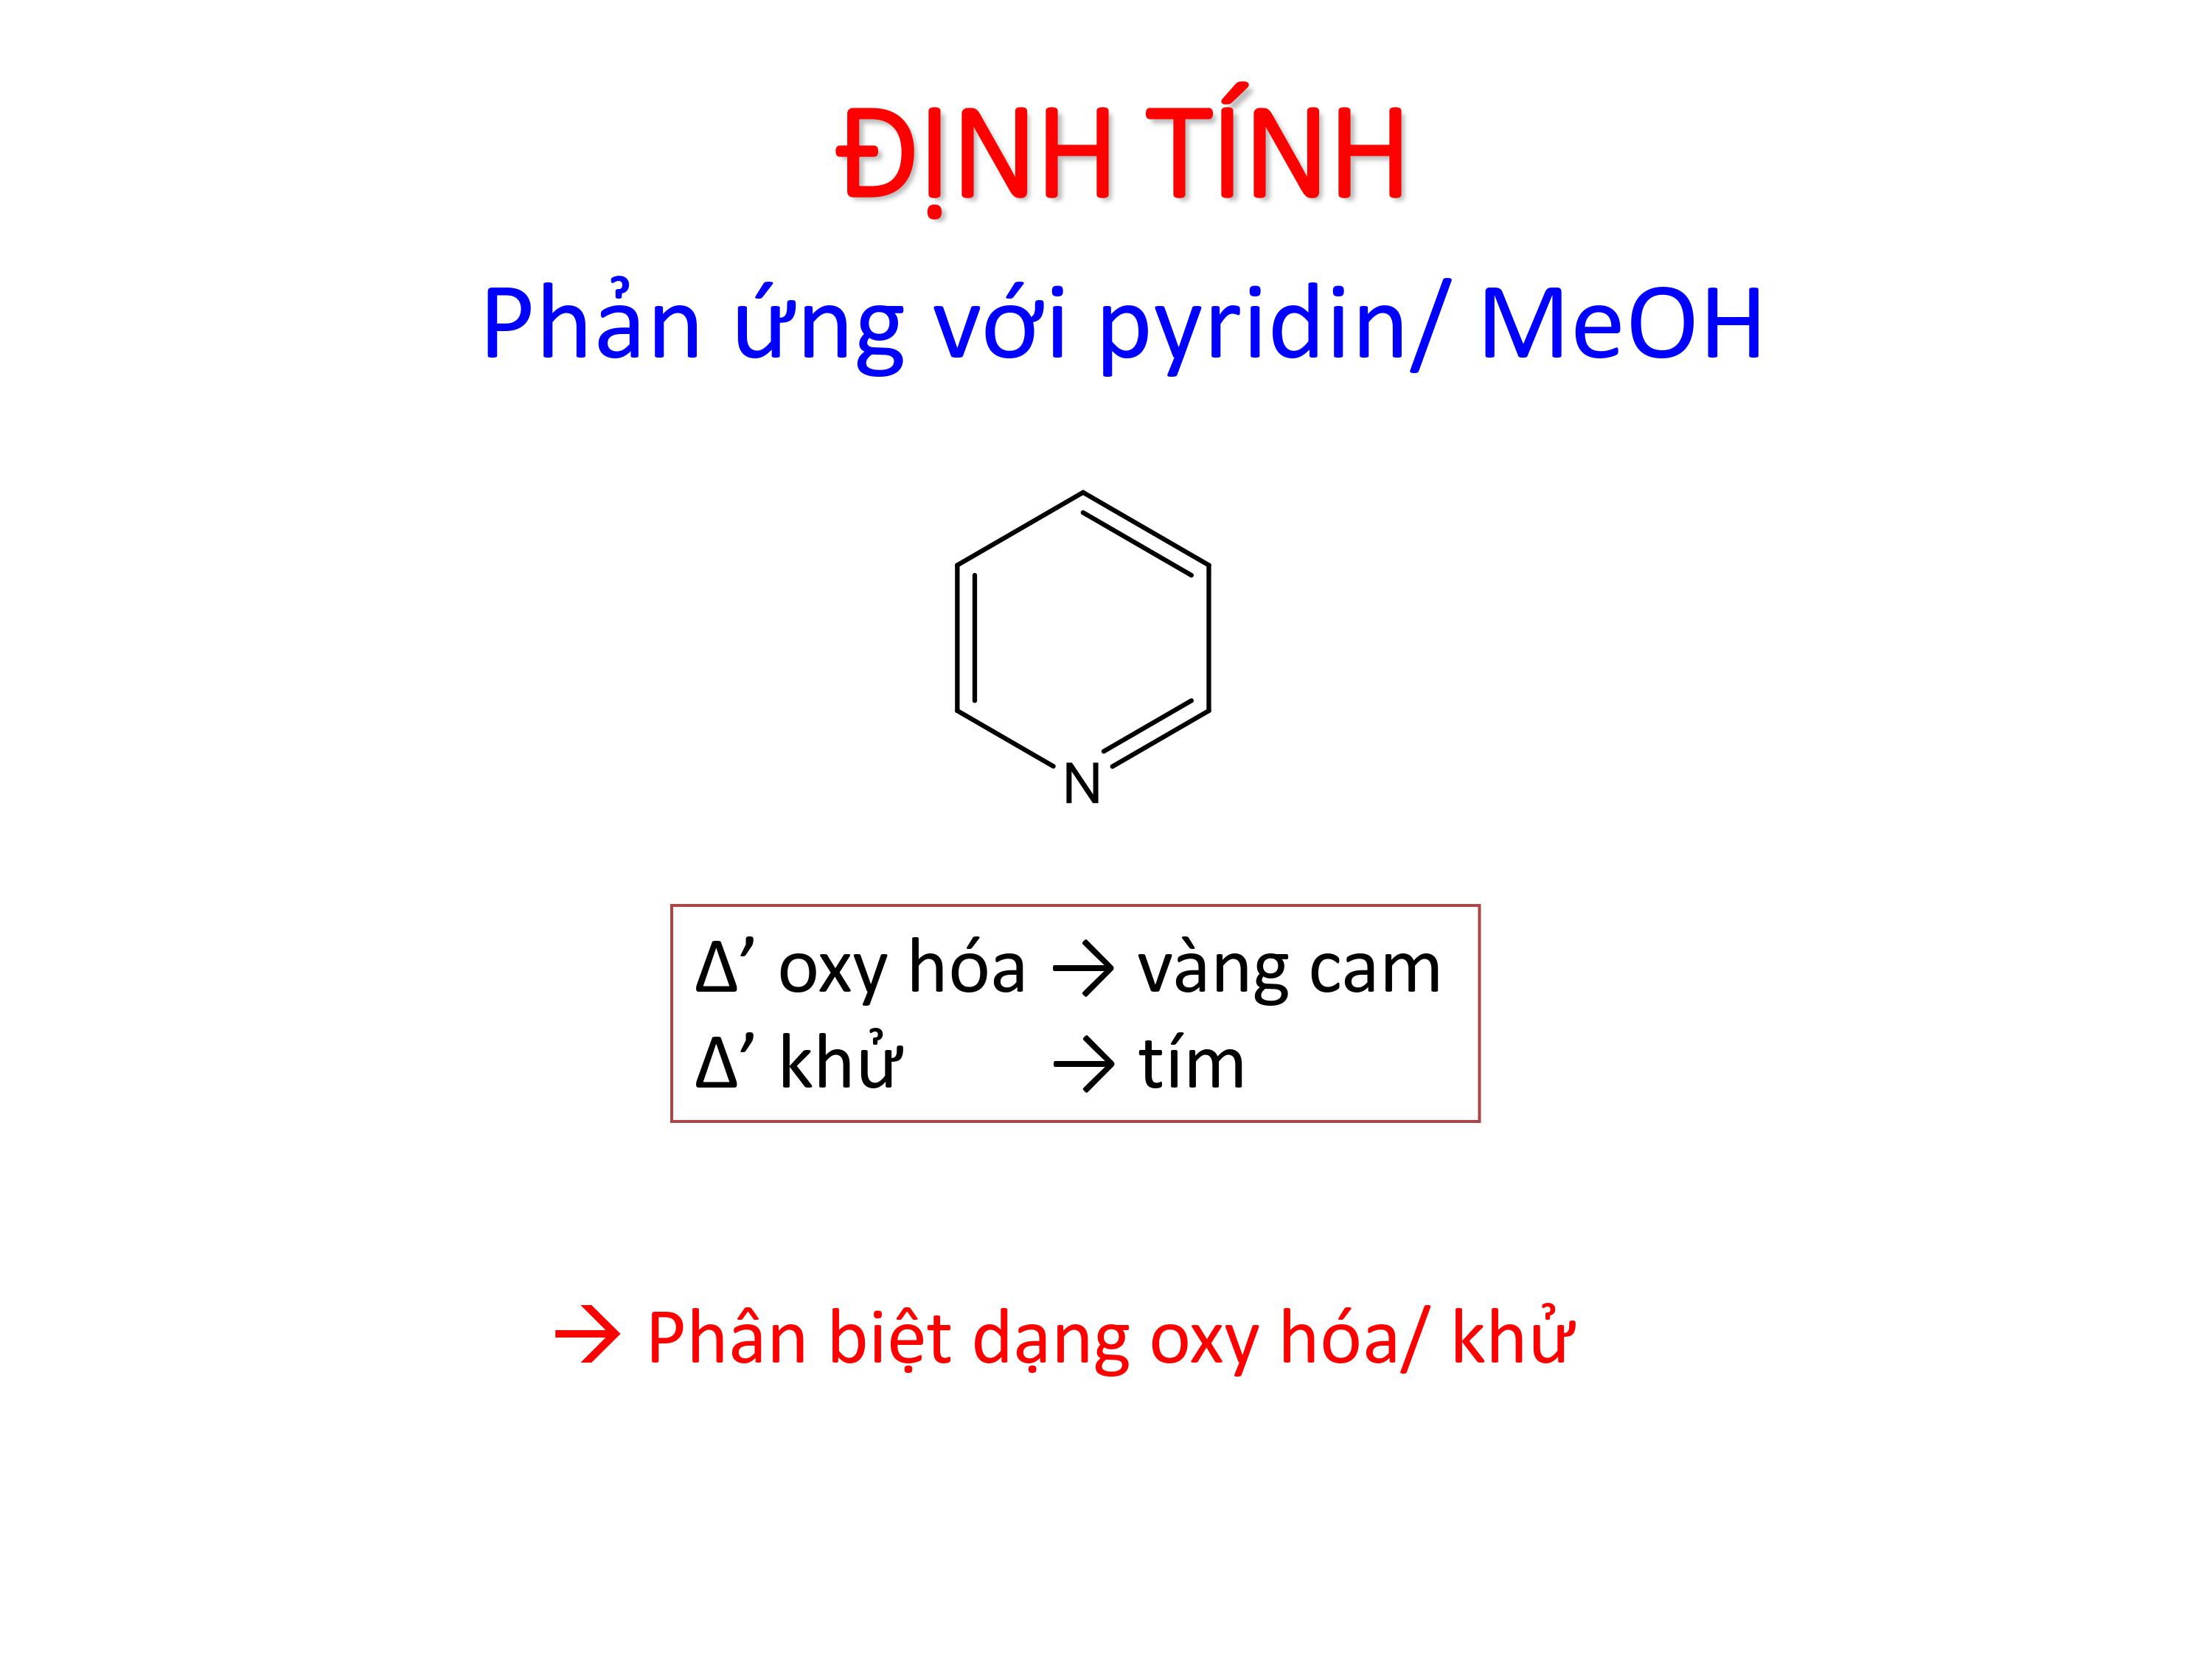 ĐỊNH TÍNH
Phản ứng với pyridin/ MeOH
N
Δ’ oxy hóa → vàng cam
Δ’ khử → tím
→ Phân biệt dạng oxy hóa/ khử